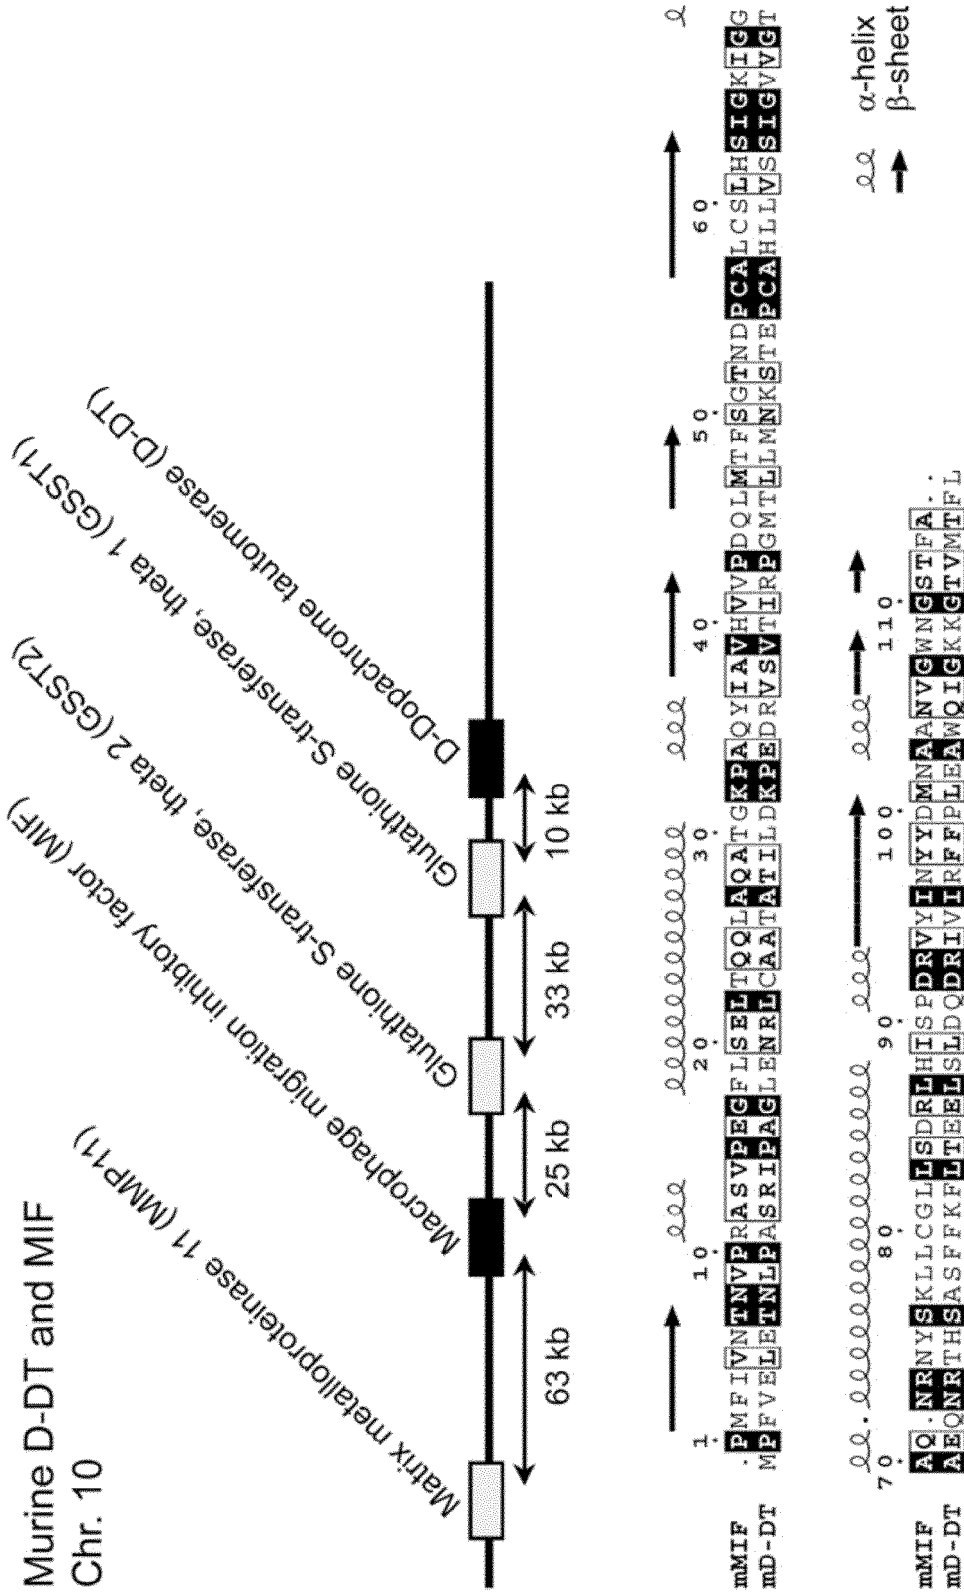 Murine D-DT and MIF
Chr. 10
Matrix metalloproteinase 11 (MMP11)
Macrophage migration inhibtory factor (MIF)
Glutathione S-transferase, theta 2 (GSST2)
Glutathione S-transferase, theta 1 (GSST1)
D-Dopachrome tautomerase (D-DT)
63 kb 25 kb 33 kb 10 kb
1 10 20 30 40 50 60
mMIF .PMFIVNTNVPRASVPEGFLSELTQQLAQATGKPAQYIAVHVVPDQLMTFSGTNDPCALCSLHSIGKIGG
mD-DT MPFVELETNLPASRIPAGLENRLCAATATILDKPEDRVSVTIRPGMTLLMNKSTEPCAHLLVSSIGVVGT
70 80 90 100 110
mMIF AQ.NRNYSKLLCGLLSDRLHISPDRVYINYYDMNAANVGWNGSTFA..
mD-DT AEQNRTHSASFFKFLTEELSLDQDRIVIRFFPLEAWQIGKKGTVMTFL
α-helix
β-sheet